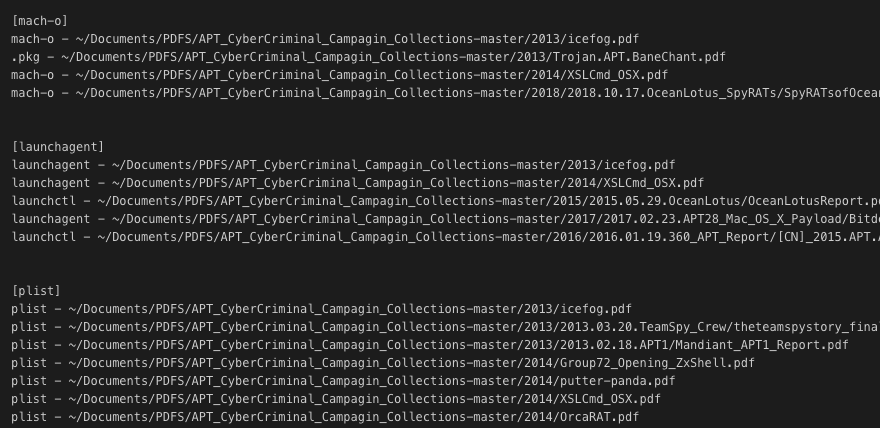 [mach-o]
mach-o - ~/Documents/PDFS/APT_CyberCriminal_Campagin_Collections-master/2013/icefog.pdf
.pkg - ~/Documents/PDFS/APT_CyberCriminal_Campagin_Collections-master/2013/Trojan.APT.BaneChant.pdf
mach-o - ~/Documents/PDFS/APT_CyberCriminal_Campagin_Collections-master/2014/XSLCmd_OSX.pdf
mach-o - ~/Documents/PDFS/APT_CyberCriminal_Campagin_Collections-master/2018/2018.10.17.OceanLotus_SpyRATs/SpyRATsofOcean
[launchagent]
launchagent - ~/Documents/PDFS/APT_CyberCriminal_Campagin_Collections-master/2013/icefog.pdf
launchagent - ~/Documents/PDFS/APT_CyberCriminal_Campagin_Collections-master/2014/XSLCmd_OSX.pdf
launchctl - ~/Documents/PDFS/APT_CyberCriminal_Campagin_Collections-master/2015/2015.05.29.OceanLotus/OceanLotusReport.pd
launchagent - ~/Documents/PDFS/APT_CyberCriminal_Campagin_Collections-master/2017/2017.02.23.APT28_Mac_OS_X_Payload/Bitde
launchctl - ~/Documents/PDFS/APT_CyberCriminal_Campagin_Collections-master/2016/2016.01.19.360_APT_Report/[CN]_2015.APT.
[plist]
plist - ~/Documents/PDFS/APT_CyberCriminal_Campagin_Collections-master/2013/icefog.pdf
plist - ~/Documents/PDFS/APT_CyberCriminal_Campagin_Collections-master/2013/2013.03.20.TeamSpy_Crew/theteamspystory_fina
plist - ~/Documents/PDFS/APT_CyberCriminal_Campagin_Collections-master/2013/2013.02.18.APT1/Mandiant_APT1_Report.pdf
plist - ~/Documents/PDFS/APT_CyberCriminal_Campagin_Collections-master/2014/Group72_Opening_ZxShell.pdf
plist - ~/Documents/PDFS/APT_CyberCriminal_Campagin_Collections-master/2014/putter-panda.pdf
plist - ~/Documents/PDFS/APT_CyberCriminal_Campagin_Collections-master/2014/XSLCmd_OSX.pdf
plist - ~/Documents/PDFS/APT_CyberCriminal_Campagin_Collections-master/2014/OrcaRAT.pdf